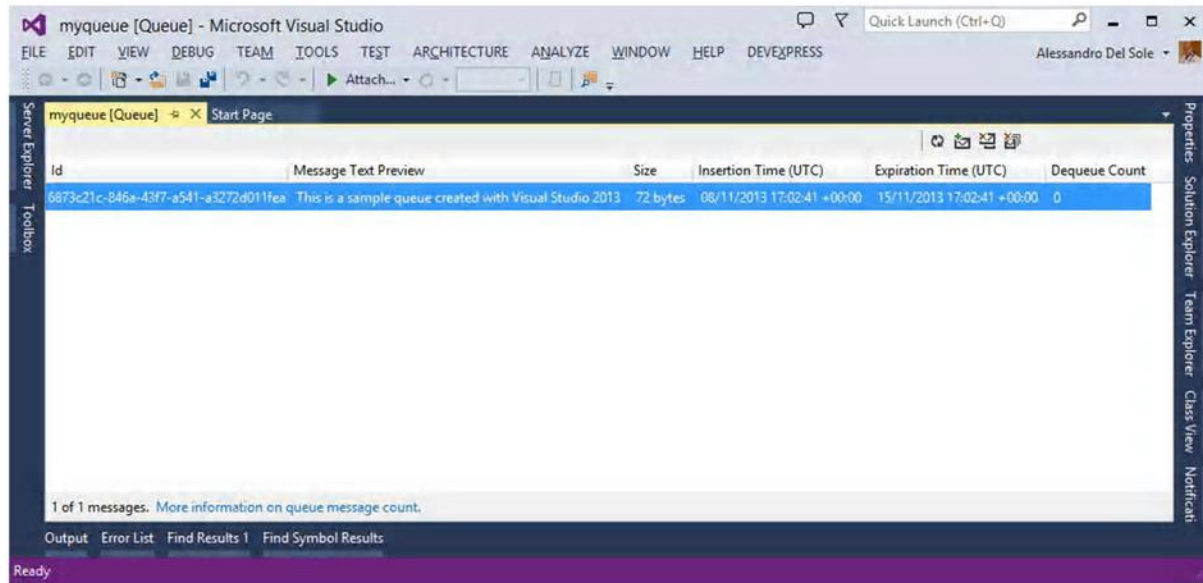 myqueue [Queue] - Microsoft Visual Studio
Quick Launch (Ctrl+Q)
FILE EDIT VIEW DEBUG TEAM TOOLS TEST ARCHITECTURE ANALYZE WINDOW HELP DEVEXPRESS
Alessandro Del Sole
Attach...
Server Explorer
Toolbox
myqueue [Queue] Start Page
Id Message Text Preview Size Insertion Time (UTC) Expiration Time (UTC) Dequeue Count
6873c21c-846a-43f7-a541-a3272d011fea This is a sample queue created with Visual Studio 2013 72 bytes 08/11/2013 17:02:41 +00:00 15/11/2013 17:02:41 +00:00 0
1 of 1 messages. More information on queue message count.
Properties
Solution Explorer
Team Explorer
Class View
Notificati
Output Error List Find Results 1 Find Symbol Results
Ready